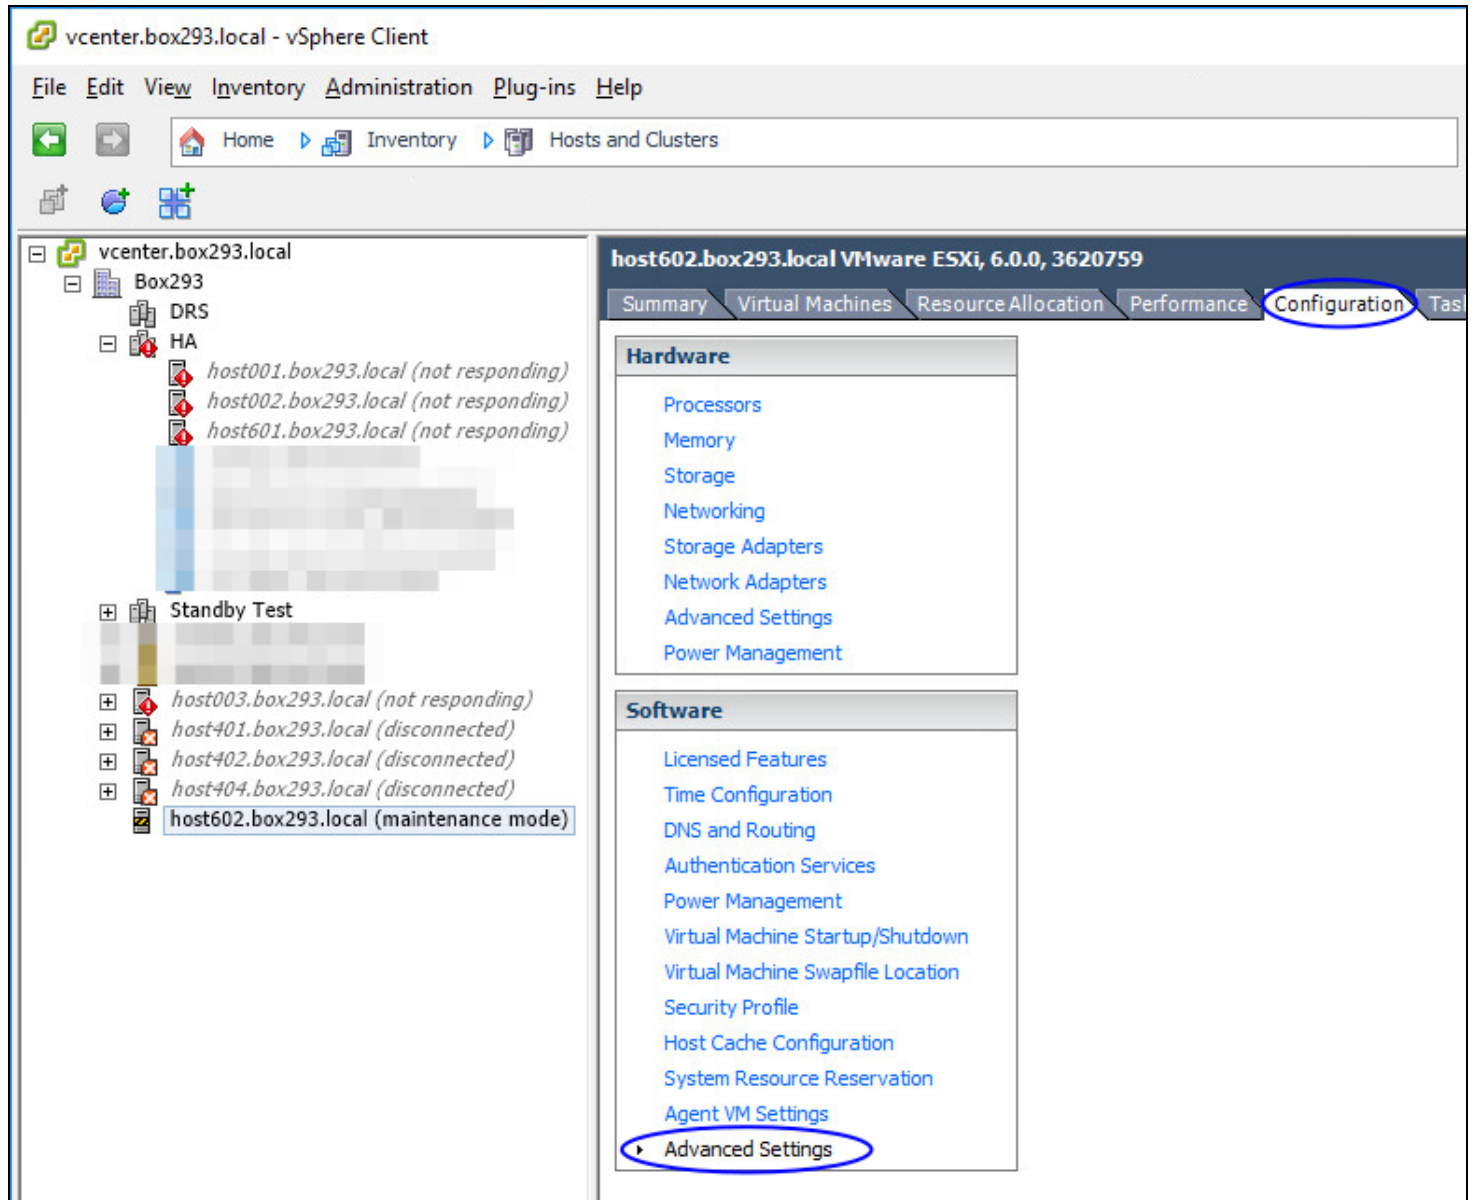 vcenter.box293.local - vSphere Client
File Edit View Inventory Administration Plug-ins Help
Home Inventory Hosts and Clusters
vcenter.box293.local
Box293
DRS
HA
host001.box293.local (not responding)
host002.box293.local (not responding)
host601.box293.local (not responding)
Standby Test
host003.box293.local (not responding)
host401.box293.local (disconnected)
host402.box293.local (disconnected)
host404.box293.local (disconnected)
host602.box293.local (maintenance mode)
host602.box293.local VMware ESXi, 6.0.0, 3620759
Summary Virtual Machines Resource Allocation Performance Configuration Tas
Hardware
Processors
Memory
Storage
Networking
Storage Adapters
Network Adapters
Advanced Settings
Power Management
Software
Licensed Features
Time Configuration
DNS and Routing
Authentication Services
Power Management
Virtual Machine Startup/Shutdown
Virtual Machine Swapfile Location
Security Profile
Host Cache Configuration
System Resource Reservation
Agent VM Settings
Advanced Settings